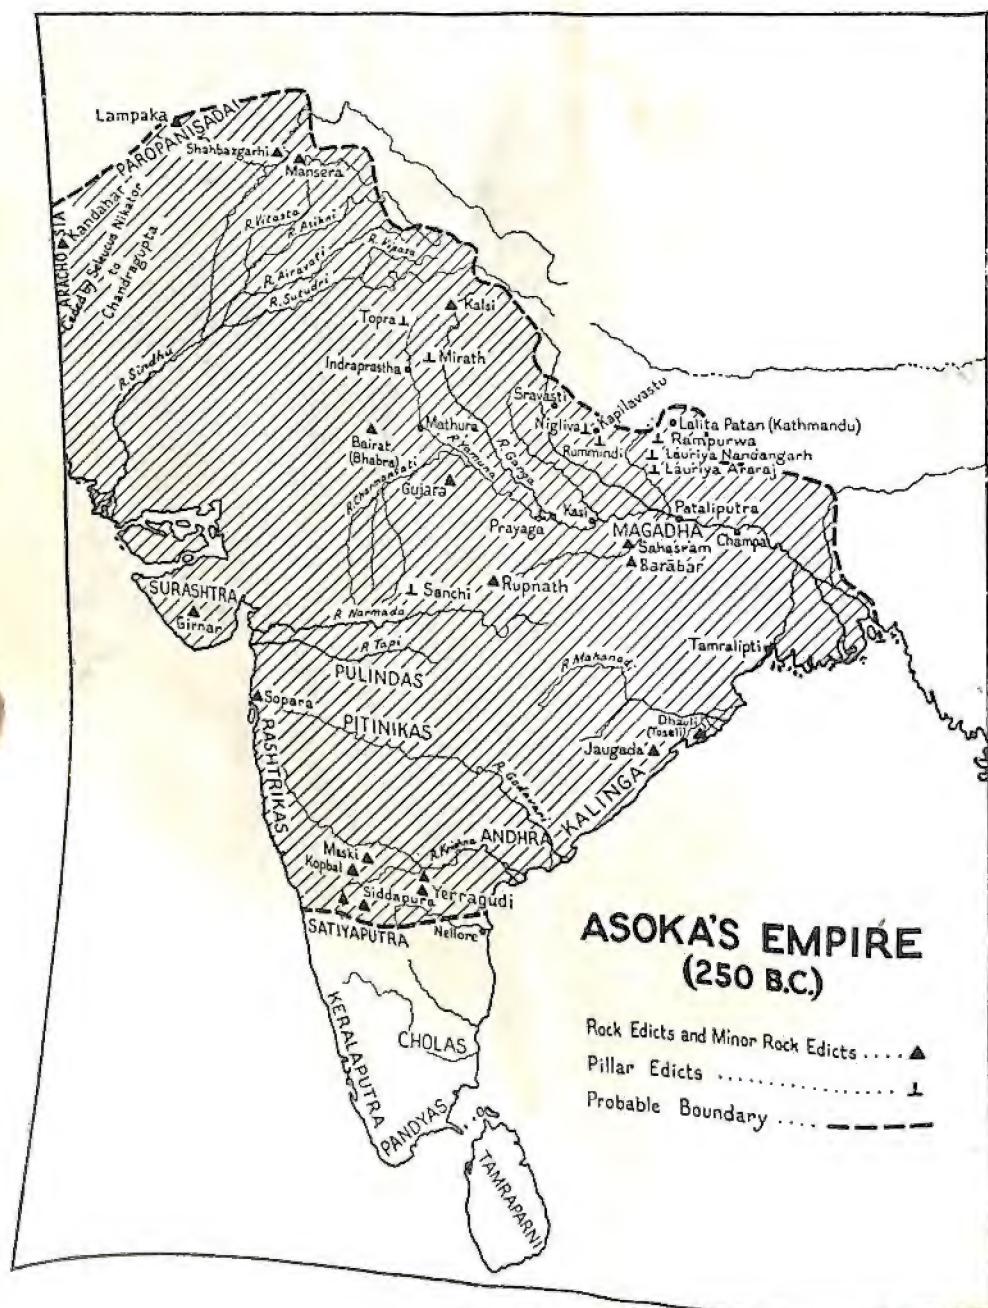 Lampaka
PAROPANISADAI
Shahbazgarhi
Mansera
ARACHOSIA
Kandahar
Ceded by Seleucus Nikator
to
Chandragupta
R. Vitasta
R. Asikni
R. Vipasa
R. Airavati
R. Sutudri
R. Sindhu
Topra
Kalsi
Indraprastha
Mirath
Sravasti
Kapilavastu
Nigliva
Rummindi
Lalita Patan (Kathmandu)
Rampurwa
Lauriya Nandangarh
Lauriya Araraj
Bairat
(Bhabra)
Mathura
R. Yamuna
R. Ganga
R. Charmanvati
Gujara
Prayaga
Kasi
Pataliputra
MAGADHA
Champa
Sahasram
Barābar
SURASHTRA
Girnar
Sanchi
Rupnath
R. Narmada
R. Tapi
Tamralipti
PULINDAS
R. Mahanadi
Sopara
PITINIKAS
Dhauli
(Toseli)
Jaugada
RASHTRIKAS
R. Godavari
KALINGA
ANDHRA
R. Krishna
Maski
Kopbal
Siddapura
Yerragudi
SATIYAPUTRA
Nellore
ASOKA'S EMPIRE
(250 B.C.)
KERALAPUTRA
CHOLAS
PANDYAS
TAMRAPARNI
Rock Edicts and Minor Rock Edicts ....
Pillar Edicts ...............
Probable Boundary ....